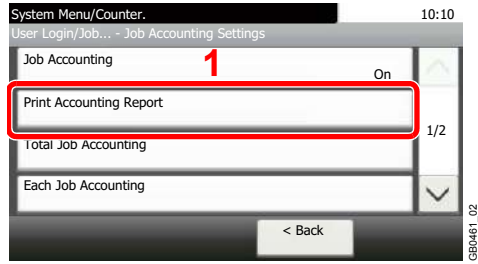 System Menu/Counter. 10:10
User Login/Job... - Job Accounting Settings
Job Accounting
1
On
Print Accounting Report
1/2
Total Job Accounting
Each Job Accounting
< Back
GB0461_02